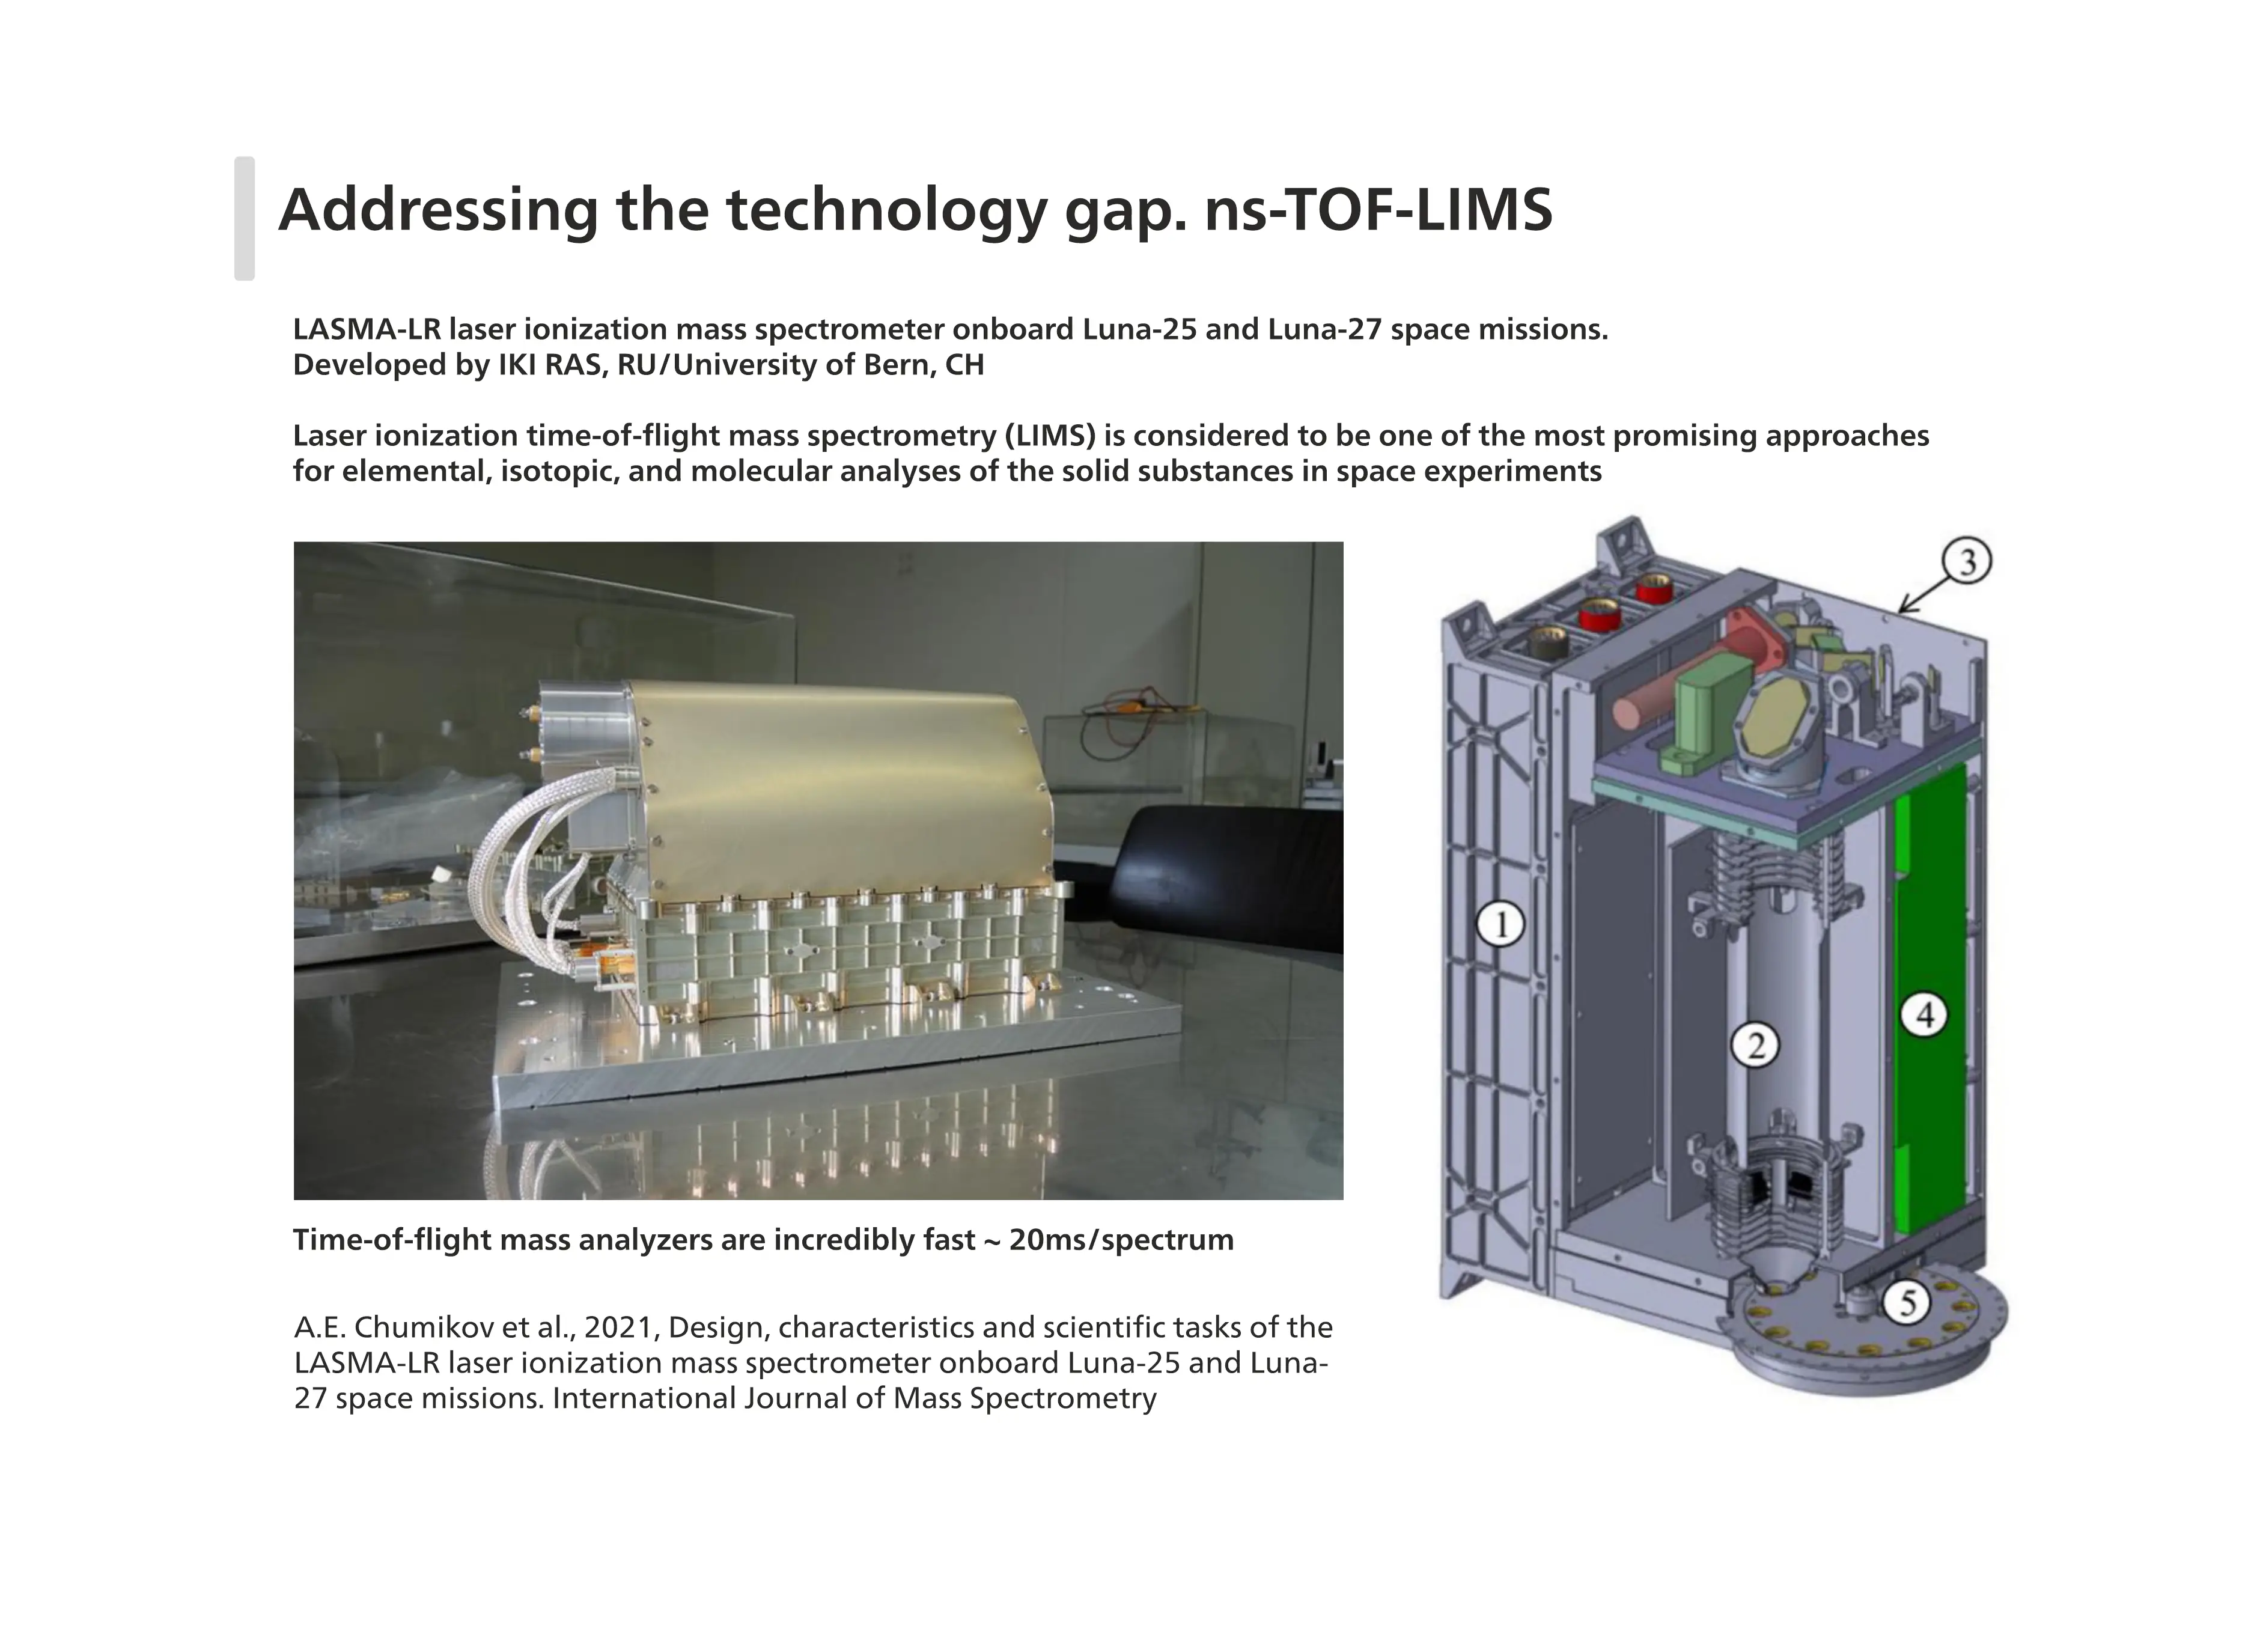 Addressing the technology gap. ns-TOF-LIMS
LASMA-LR laser ionization mass spectrometer onboard Luna-25 and Luna-27 space missions.
Developed by IKI RAS, RU/University of Bern, CH
Laser ionization time-of-flight mass spectrometry (LIMS) is considered to be one of the most promising approaches
for elemental, isotopic, and molecular analyses of the solid substances in space experiments
3
1
4
2
5
Time-of-flight mass analyzers are incredibly fast ~ 20ms/spectrum
A.E. Chumikov et al., 2021, Design, characteristics and scientific tasks of the
LASMA-LR laser ionization mass spectrometer onboard Luna-25 and Luna-
27 space missions. International Journal of Mass Spectrometry